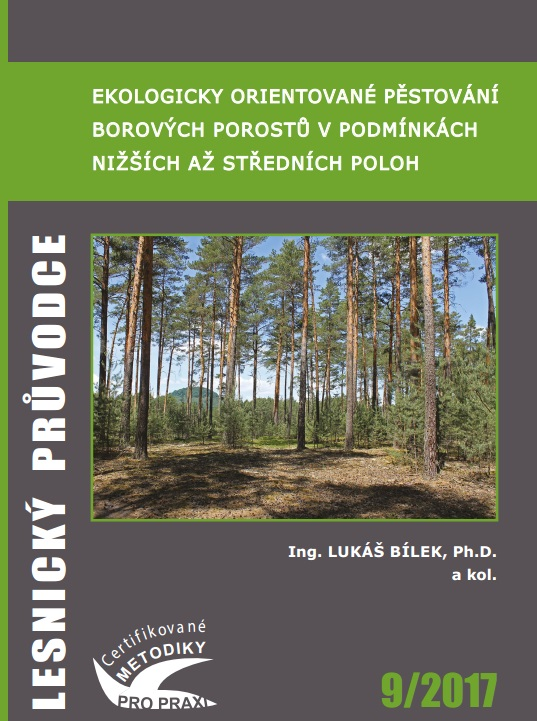 EKOLOGICKY ORIENTOVANÉ PĚSTOVÁNÍ
BOROVÝCH POROSTŮ V PODMÍNKÁCH
NIŽŠÍCH AŽ STŘEDNÍCH POLOH
LESNICKÝ PRŮVODCE
Ing. LUKÁŠ BÍLEK, Ph.D.
a kol.
Certifikované
METODIKY
PRO PRAXI
9/2017